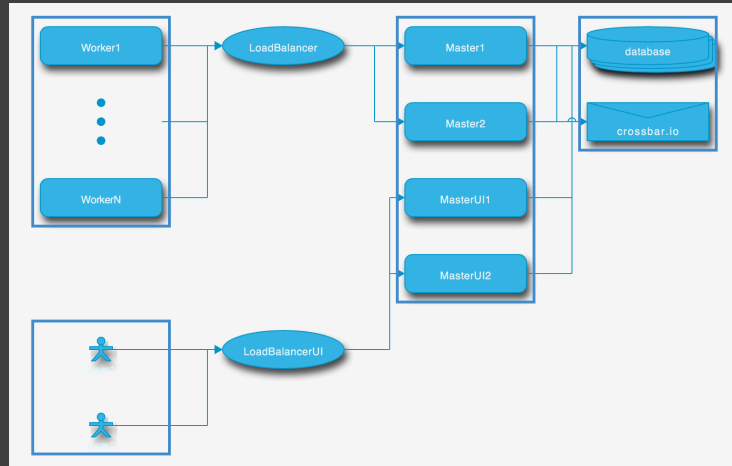 Worker1
LoadBalancer
Master1
database
Master2
crossbar.io
WorkerN
MasterUI1
MasterUI2
LoadBalancerUI